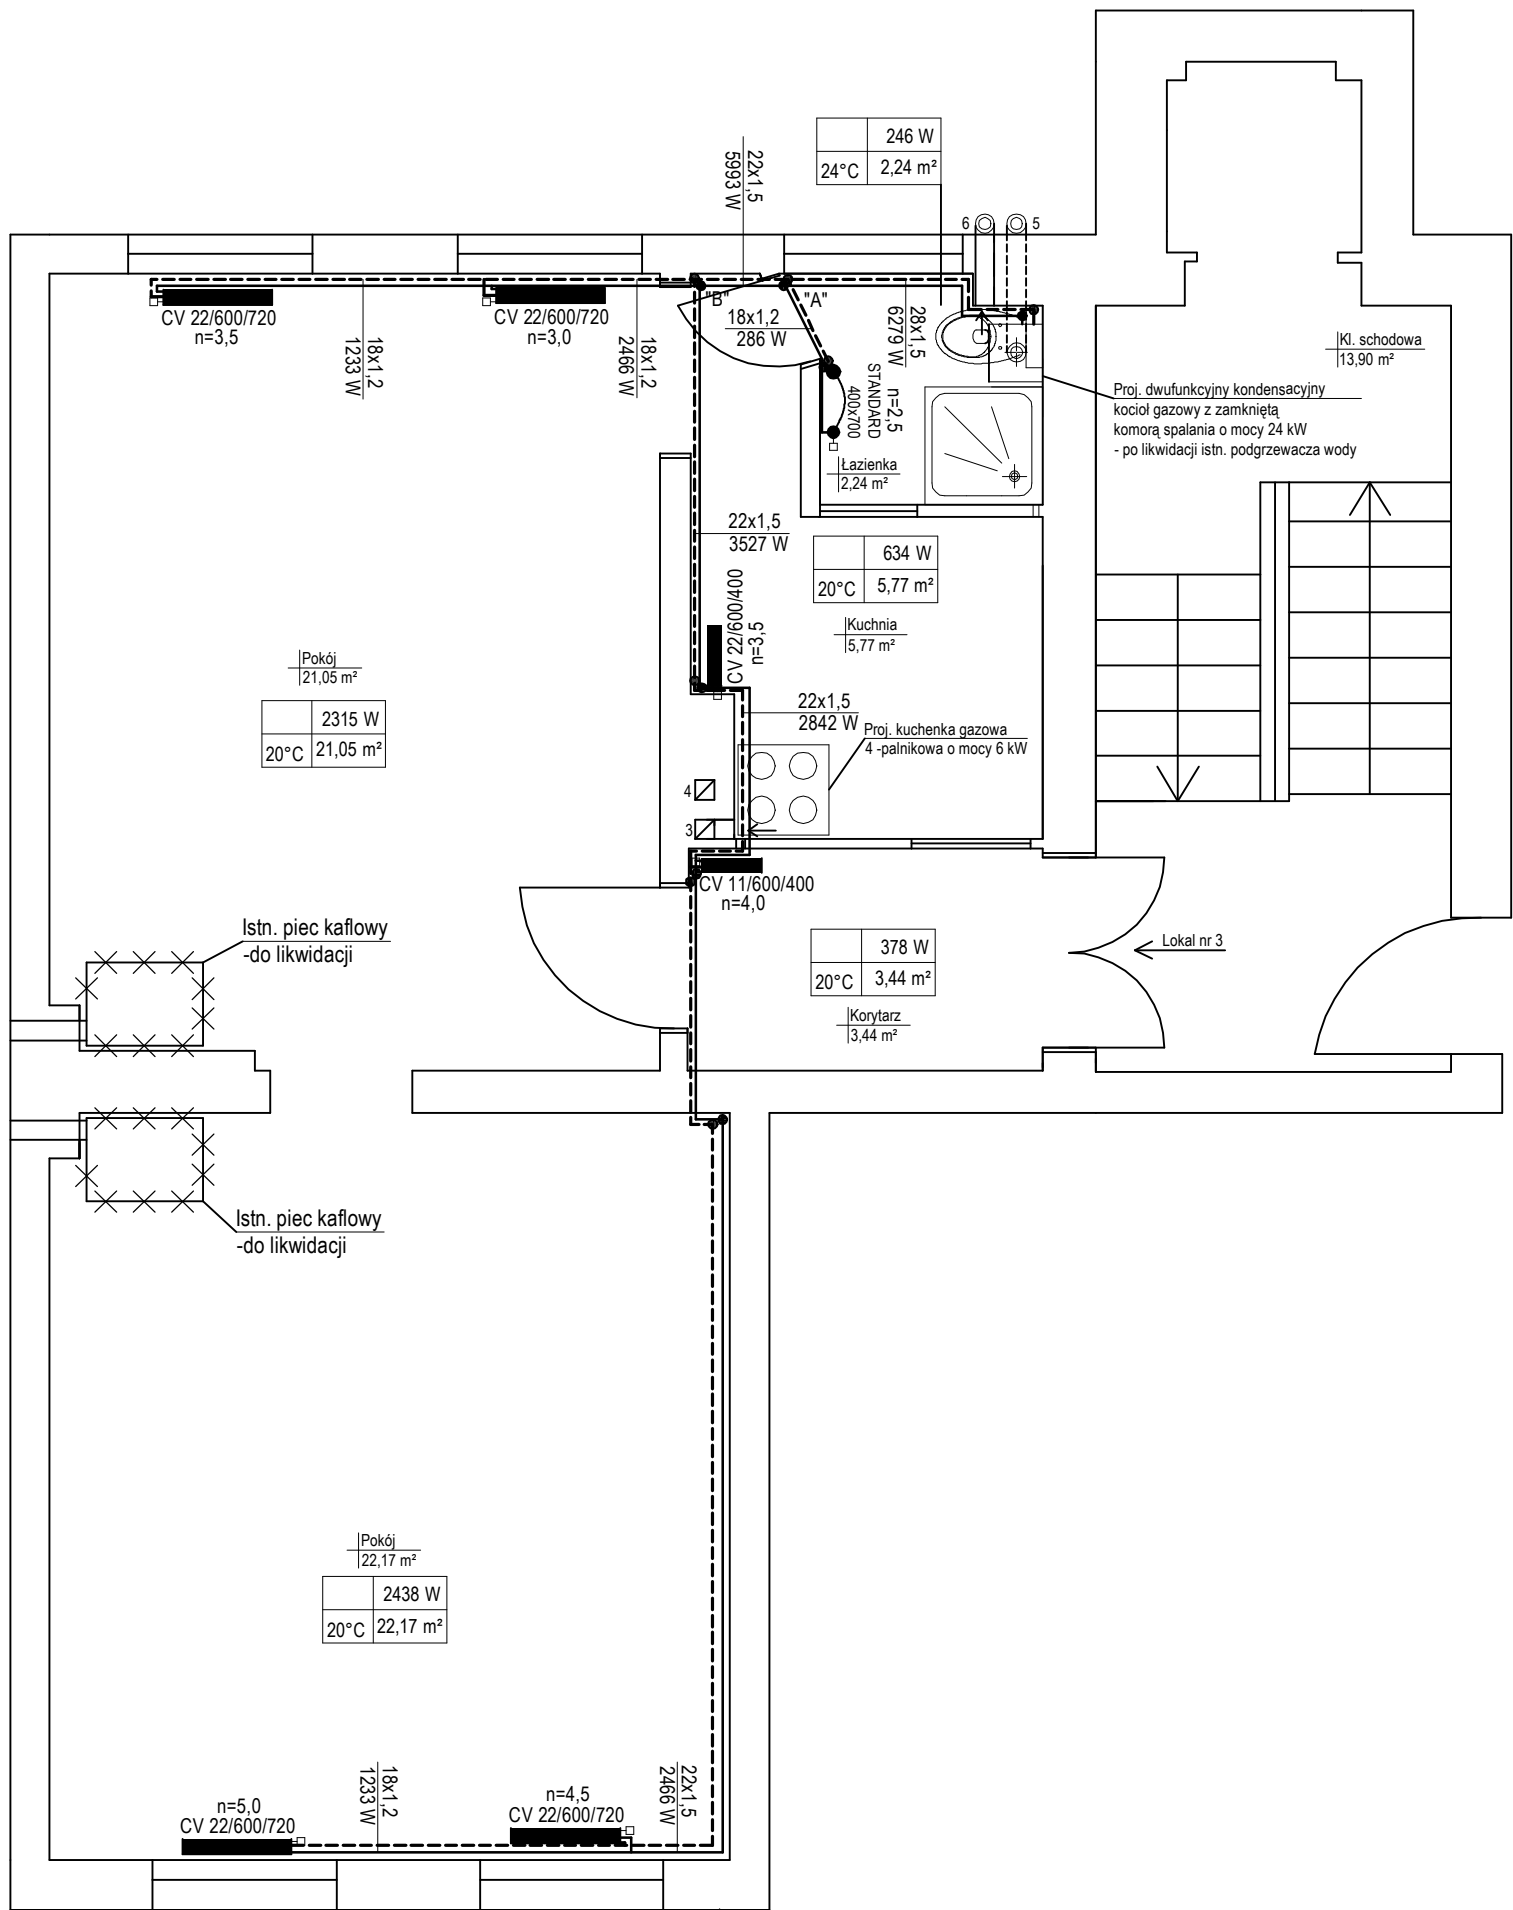 246 W
24°C 2,24 m²
22x1,5
5993 W
6
5
CV 22/600/720
n=3,5
18x1,2
1233 W
CV 22/600/720
n=3,0
18x1,2
2466 W
"B"
"A"
18x1,2
286 W
28x1,5
6279 W
n=2,5
STANDARD
400x700
Łazienka
2,24 m²
Kl. schodowa
13,90 m²
Proj. dwufunkcyjny kondensacyjny
kocioł gazowy z zamkniętą
komorą spalania o mocy 24 kW
- po likwidacji istn. podgrzewacza wody
22x1,5
3527 W
634 W
20°C 5,77 m²
CV 22/600/400
n=3,5
Kuchnia
5,77 m²
Pokój
21,05 m²
2315 W
20°C 21,05 m²
22x1,5
2842 W
Proj. kuchenka gazowa
4 -palnikowa o mocy 6 kW
4
3
CV 11/600/400
n=4,0
Istn. piec kaflowy
-do likwidacji
378 W
20°C 3,44 m²
Lokal nr 3
Korytarz
3,44 m²
Istn. piec kaflowy
-do likwidacji
Pokój
22,17 m²
2438 W
20°C 22,17 m²
n=5,0
CV 22/600/720
18x1,2
1233 W
n=4,5
CV 22/600/720
22x1,5
2466 W